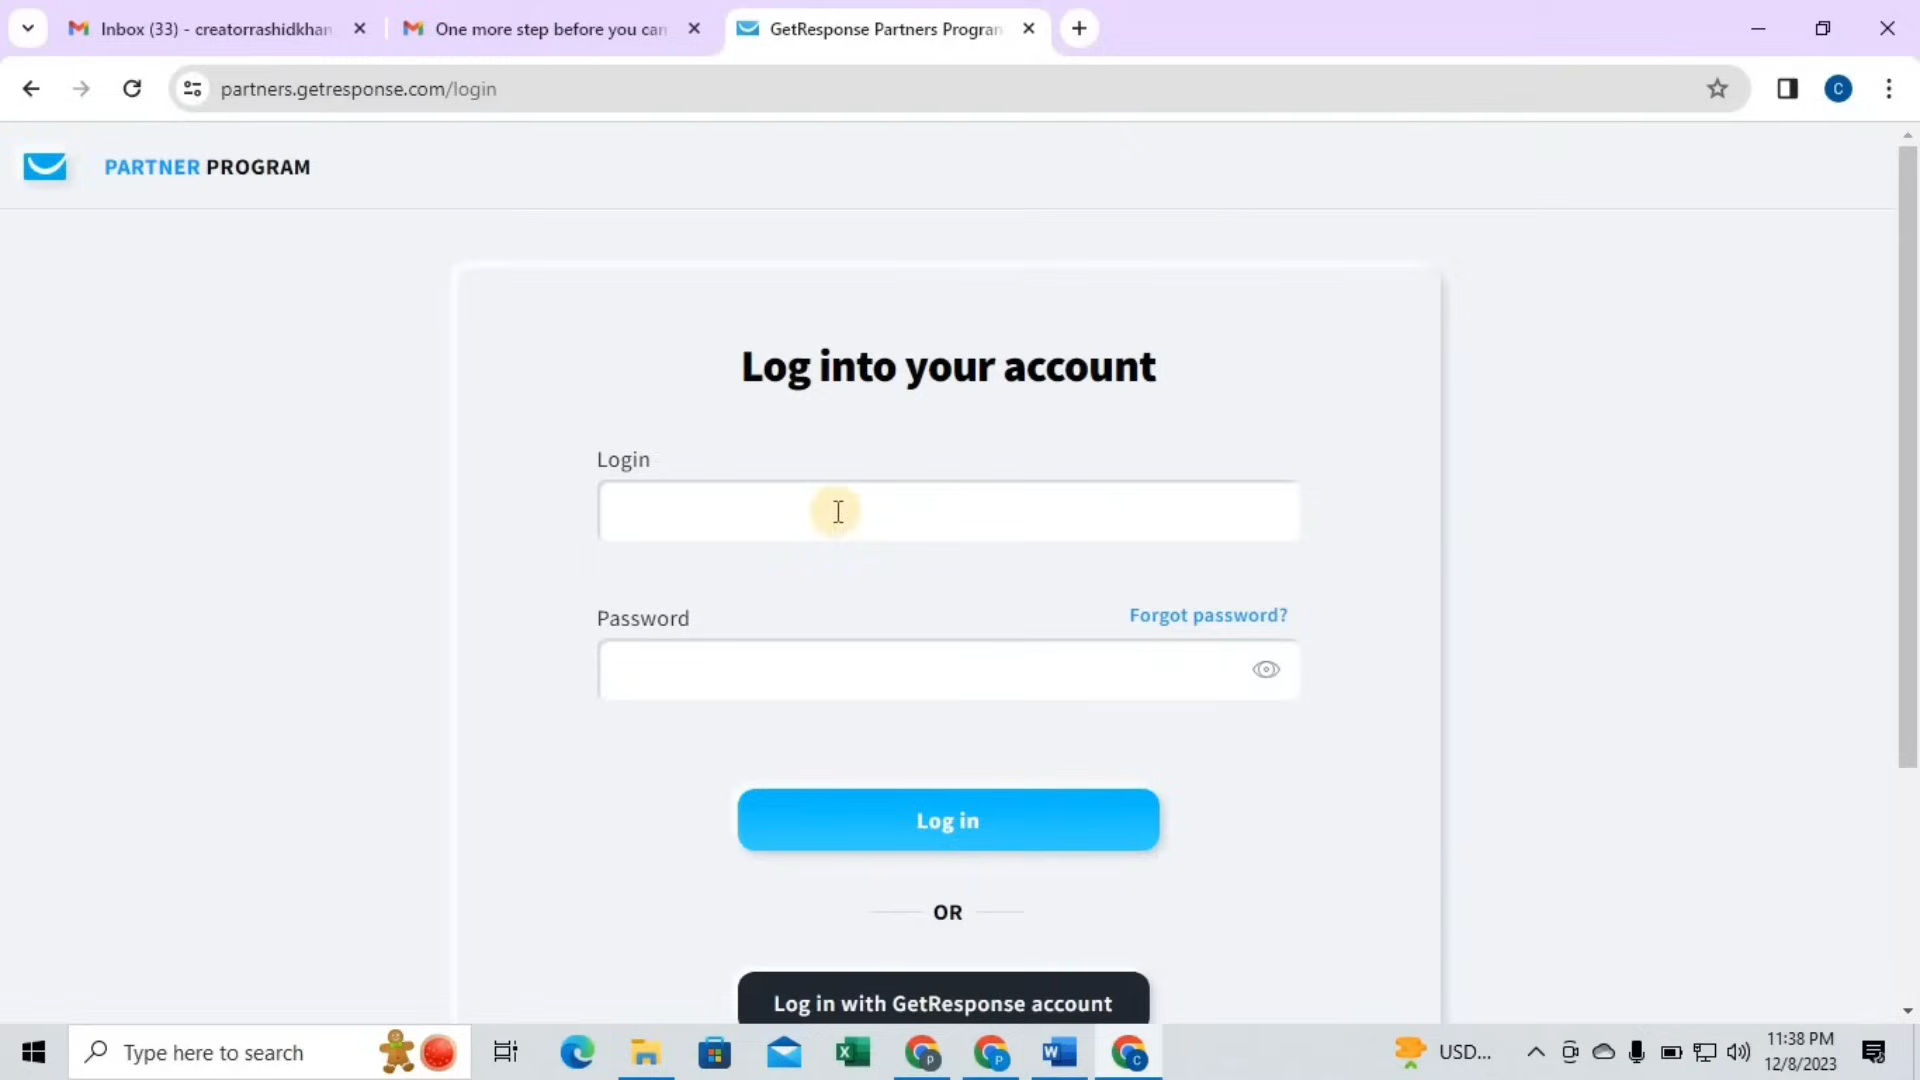 Inbox (33) - creatorrashidkhan
One more step before you can
GetResponse Partners Program
partners.getresponse.com/login
C
PARTNER PROGRAM
Log into your account
Login
Password
Forgot password?
Log in
OR
Log in with GetResponse account
Type here to search
USD...
11:38 PM
12/8/2023